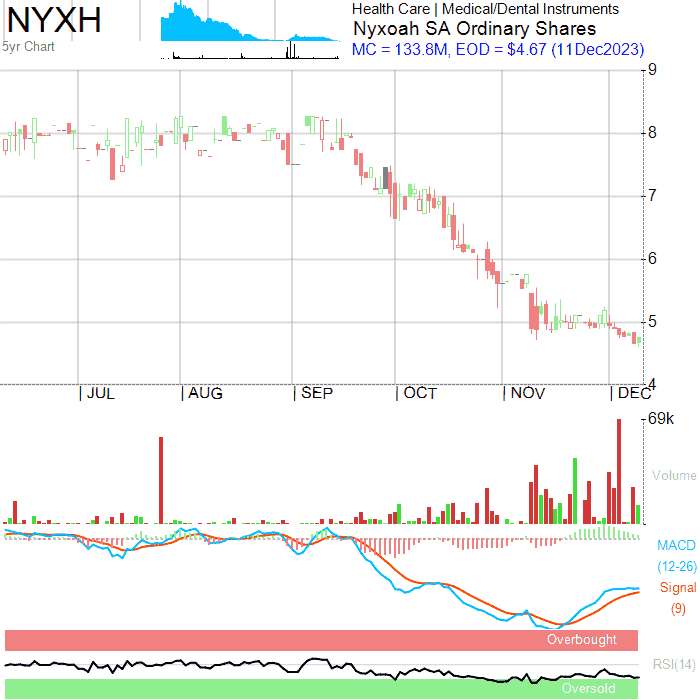 NYXH
5yr Chart
Health Care | Medical/Dental Instruments
Nyxoah SA Ordinary Shares
MC = 133.8M, EOD = $4.67 (11Dec2023)
9
8
7
6
5
4
| JUL | AUG | SEP | OCT | NOV | DEC
69k
Volume
MACD
(12-26)
Signal
(9)
Overbought
RSI(14)
Oversold